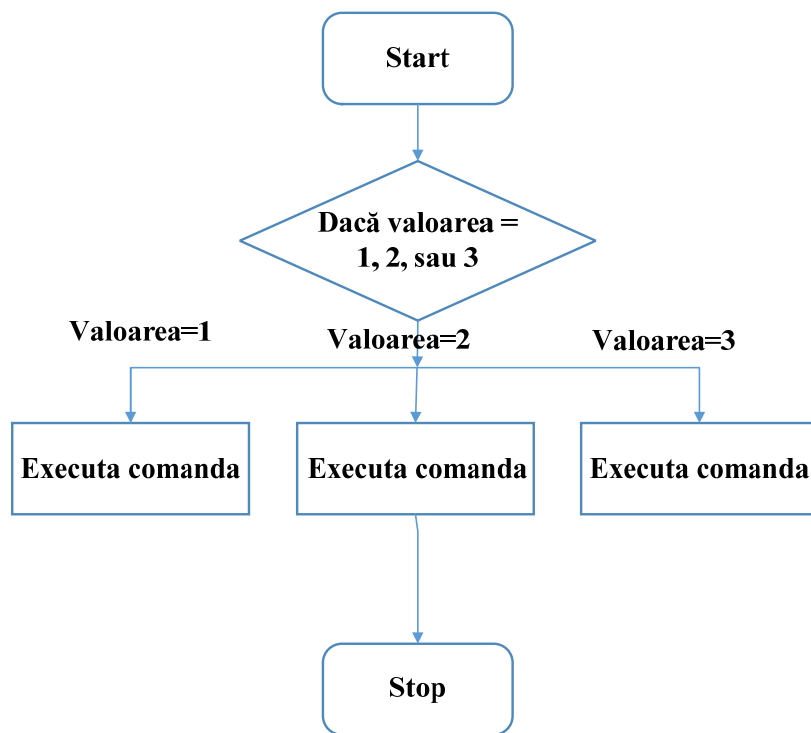 Start
Dacă valoarea =
1, 2, sau 3
Valoarea=1
Valoarea=2
Valoarea=3
Executa comanda
Executa comanda
Executa comanda
Stop